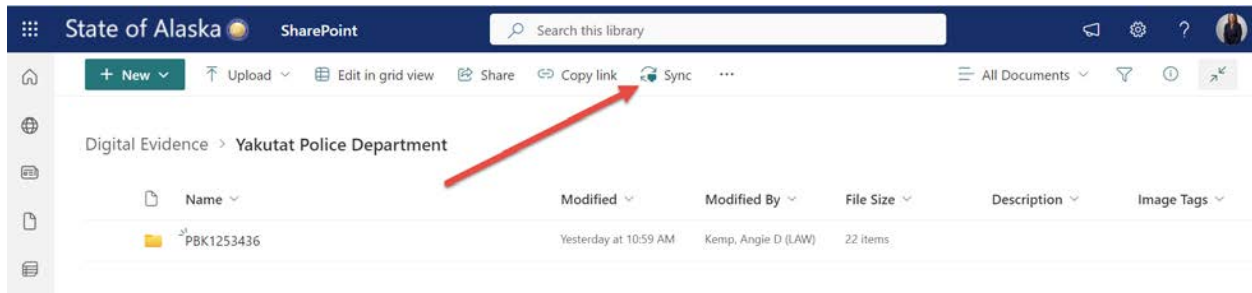 State of Alaska SharePoint Search this library ?
+ New Upload Edit in grid view Share Copy link Sync ... All Documents
Digital Evidence > Yakutat Police Department
Name Modified Modified By File Size Description Image Tags
PBK1253436 Yesterday at 10:59 AM Kemp, Angie D (LAW) 22 items